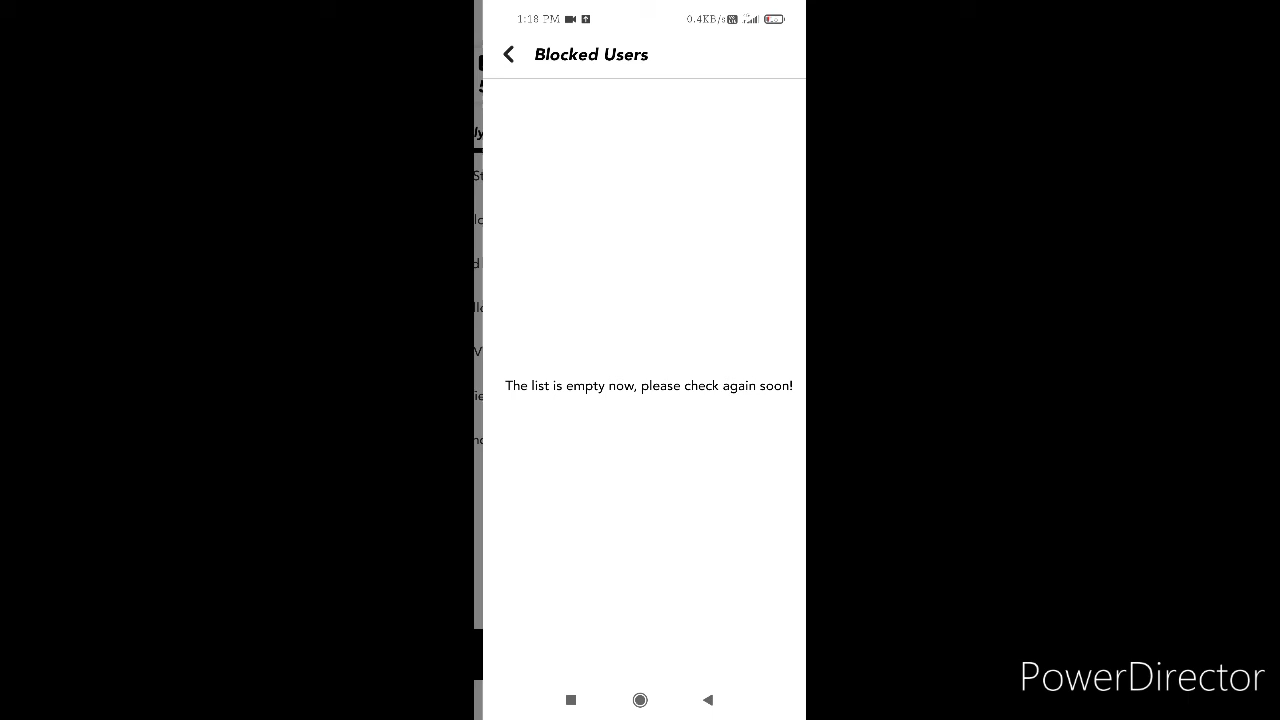 1:18 PM
0.4KB/s
Blocked Users
The list is empty now, please check again soon!
PowerDirector